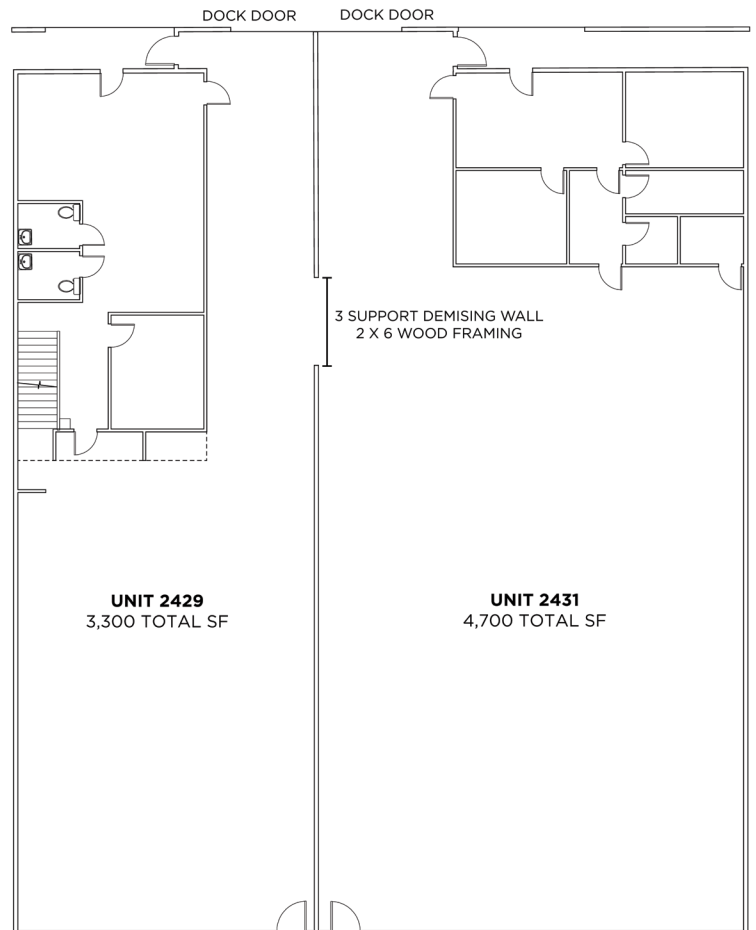 DOCK DOOR
DOCK DOOR
3 SUPPORT DEMISING WALL
2 X 6 WOOD FRAMING
UNIT 2429
3,300 TOTAL SF
UNIT 2431
4,700 TOTAL SF